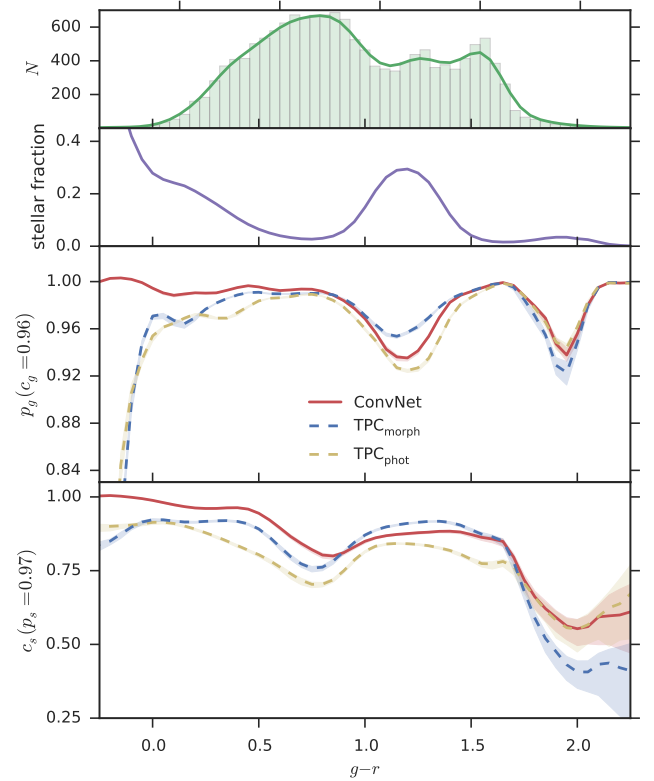 600
400
200
N
0.4
0.2
0.0
stellar fraction
1.00
0.96
0.92
0.88
0.84
p_g (c_g = 0.96)
ConvNet
TPC_morph
TPC_phot
1.00
0.75
0.50
0.25
c_s (p_s = 0.97)
0.0 0.5 1.0 1.5 2.0
g−r